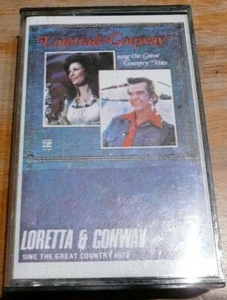 Loretta & Conway
sing the Great
Country Hits
LORETTA & CONWAY
SING THE GREAT COUNTRY HITS